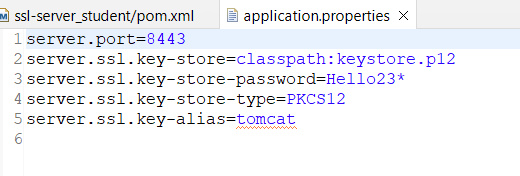 ssl-server_student/pom.xml
application.properties
1 server.port=8443
2 server.ssl.key-store=classpath:keystore.p12
3 server.ssl.key-store-password=Hello23*
4 server.ssl.key-store-type=PKCS12
5 server.ssl.key-alias=tomcat
6